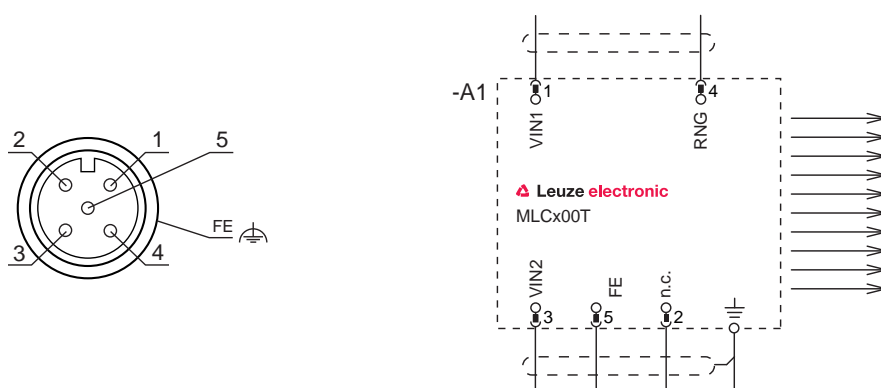 2 1 5
FE
3 4
-A1
1 4
VIN1 RNG
Leuze electronic
MLCx00T
VIN2 FE n.c.
3 5 2